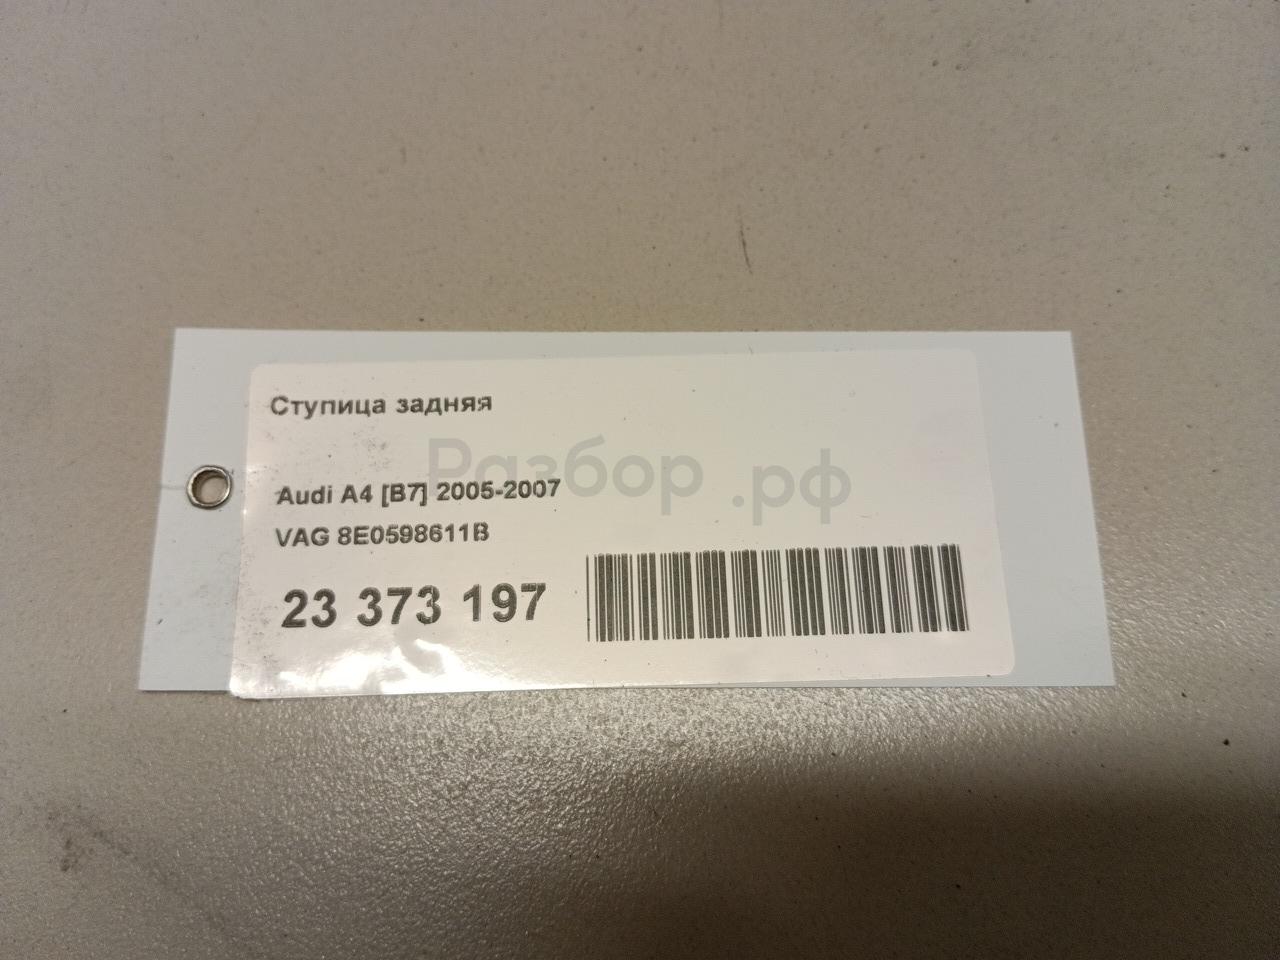 Ступица задняя
Разбор.рф
Audi A4 [B7] 2005-2007
VAG 8E0598611B
23 373 197